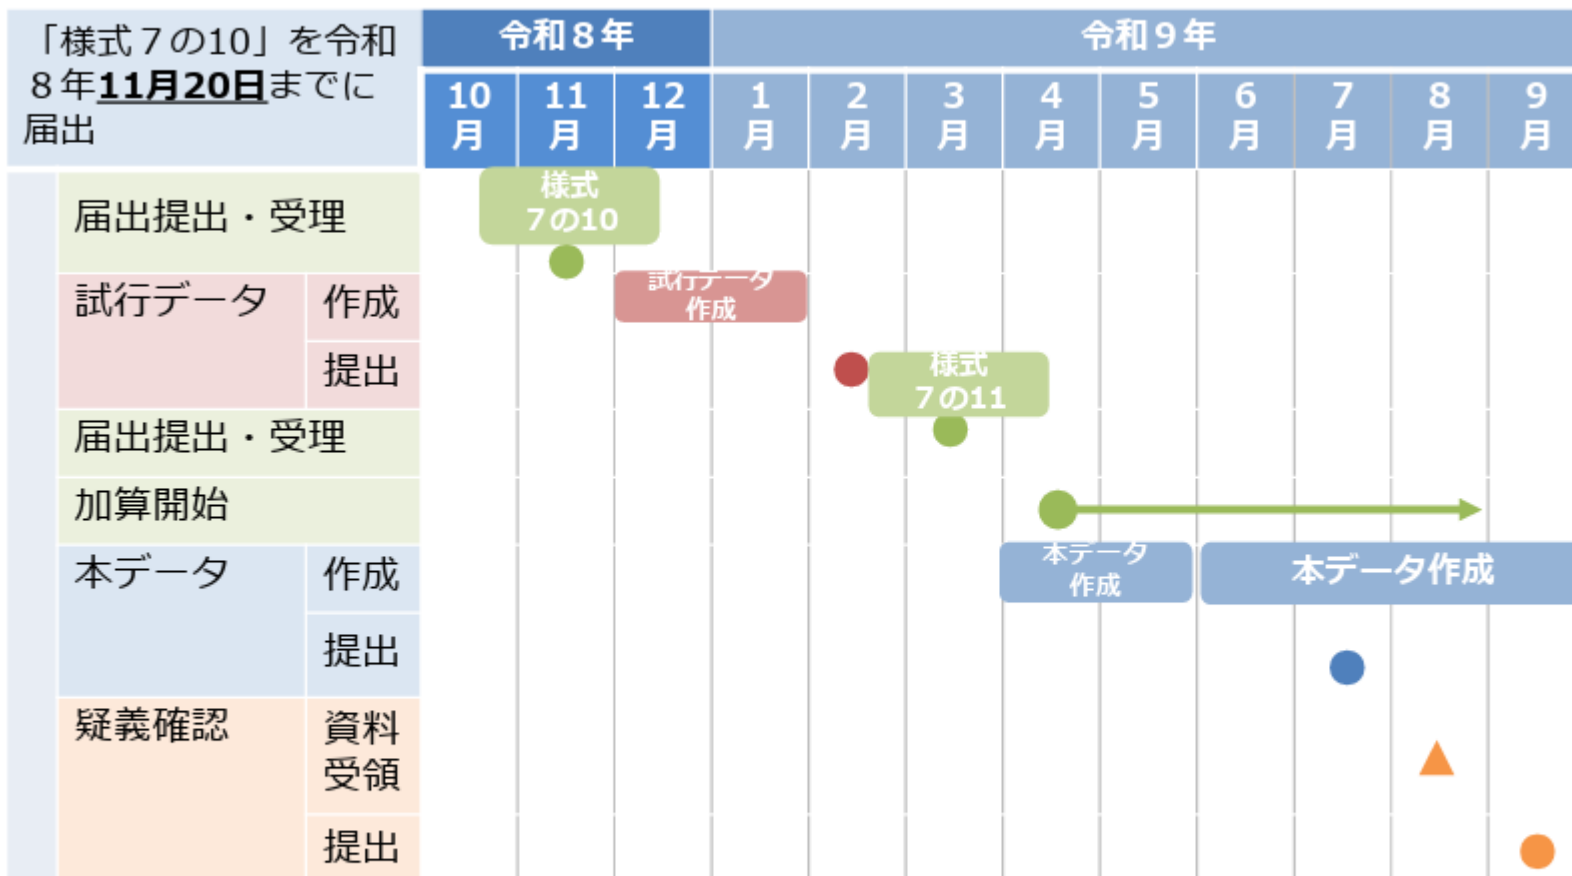 「様式７の10」を令和
８年11月20日までに
届出
令和８年
令和９年
10
月
11
月
12
月
1
月
2
月
3
月
4
月
5
月
6
月
7
月
8
月
9
月
届出提出・受理
様式
７の10
試行データ
作成
試行データ
作成
提出
様式
７の11
届出提出・受理
加算開始
本データ
作成
本データ
作成
本データ作成
提出
疑義確認
資料
受領
提出